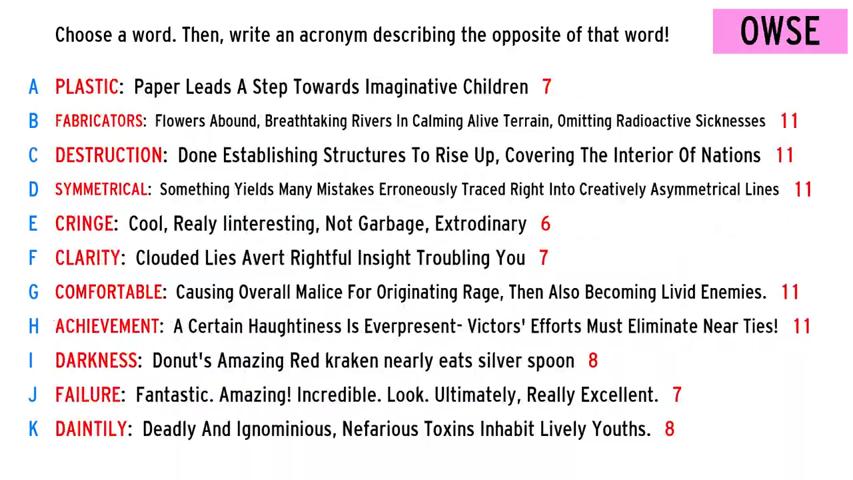 Choose a word. Then, write an acronym describing the opposite of that word!
OWSE
A PLASTIC: Paper Leads A Step Towards Imaginative Children 7
B FABRICATORS: Flowers Abound, Breathtaking Rivers In Calming Alive Terrain, Omitting Radioactive Sicknesses 11
C DESTRUCTION: Done Establishing Structures To Rise Up, Covering The Interior Of Nations 11
D SYMMETRICAL: Something Yields Many Mistakes Erroneously Traced Right Into Creatively Asymmetrical Lines 11
E CRINGE: Cool, Realy Iinteresting, Not Garbage, Extrodinary 6
F CLARITY: Clouded Lies Avert Rightful Insight Troubling You 7
G COMFORTABLE: Causing Overall Malice For Originating Rage, Then Also Becoming Livid Enemies. 11
H ACHIEVEMENT: A Certain Haughtiness Is Everpresent- Victors' Efforts Must Eliminate Near Ties! 11
I DARKNESS: Donut's Amazing Red kraken nearly eats silver spoon 8
J FAILURE: Fantastic. Amazing! Incredible. Look. Ultimately, Really Excellent. 7
K DAINTILY: Deadly And Ignominious, Nefarious Toxins Inhabit Lively Youths. 8